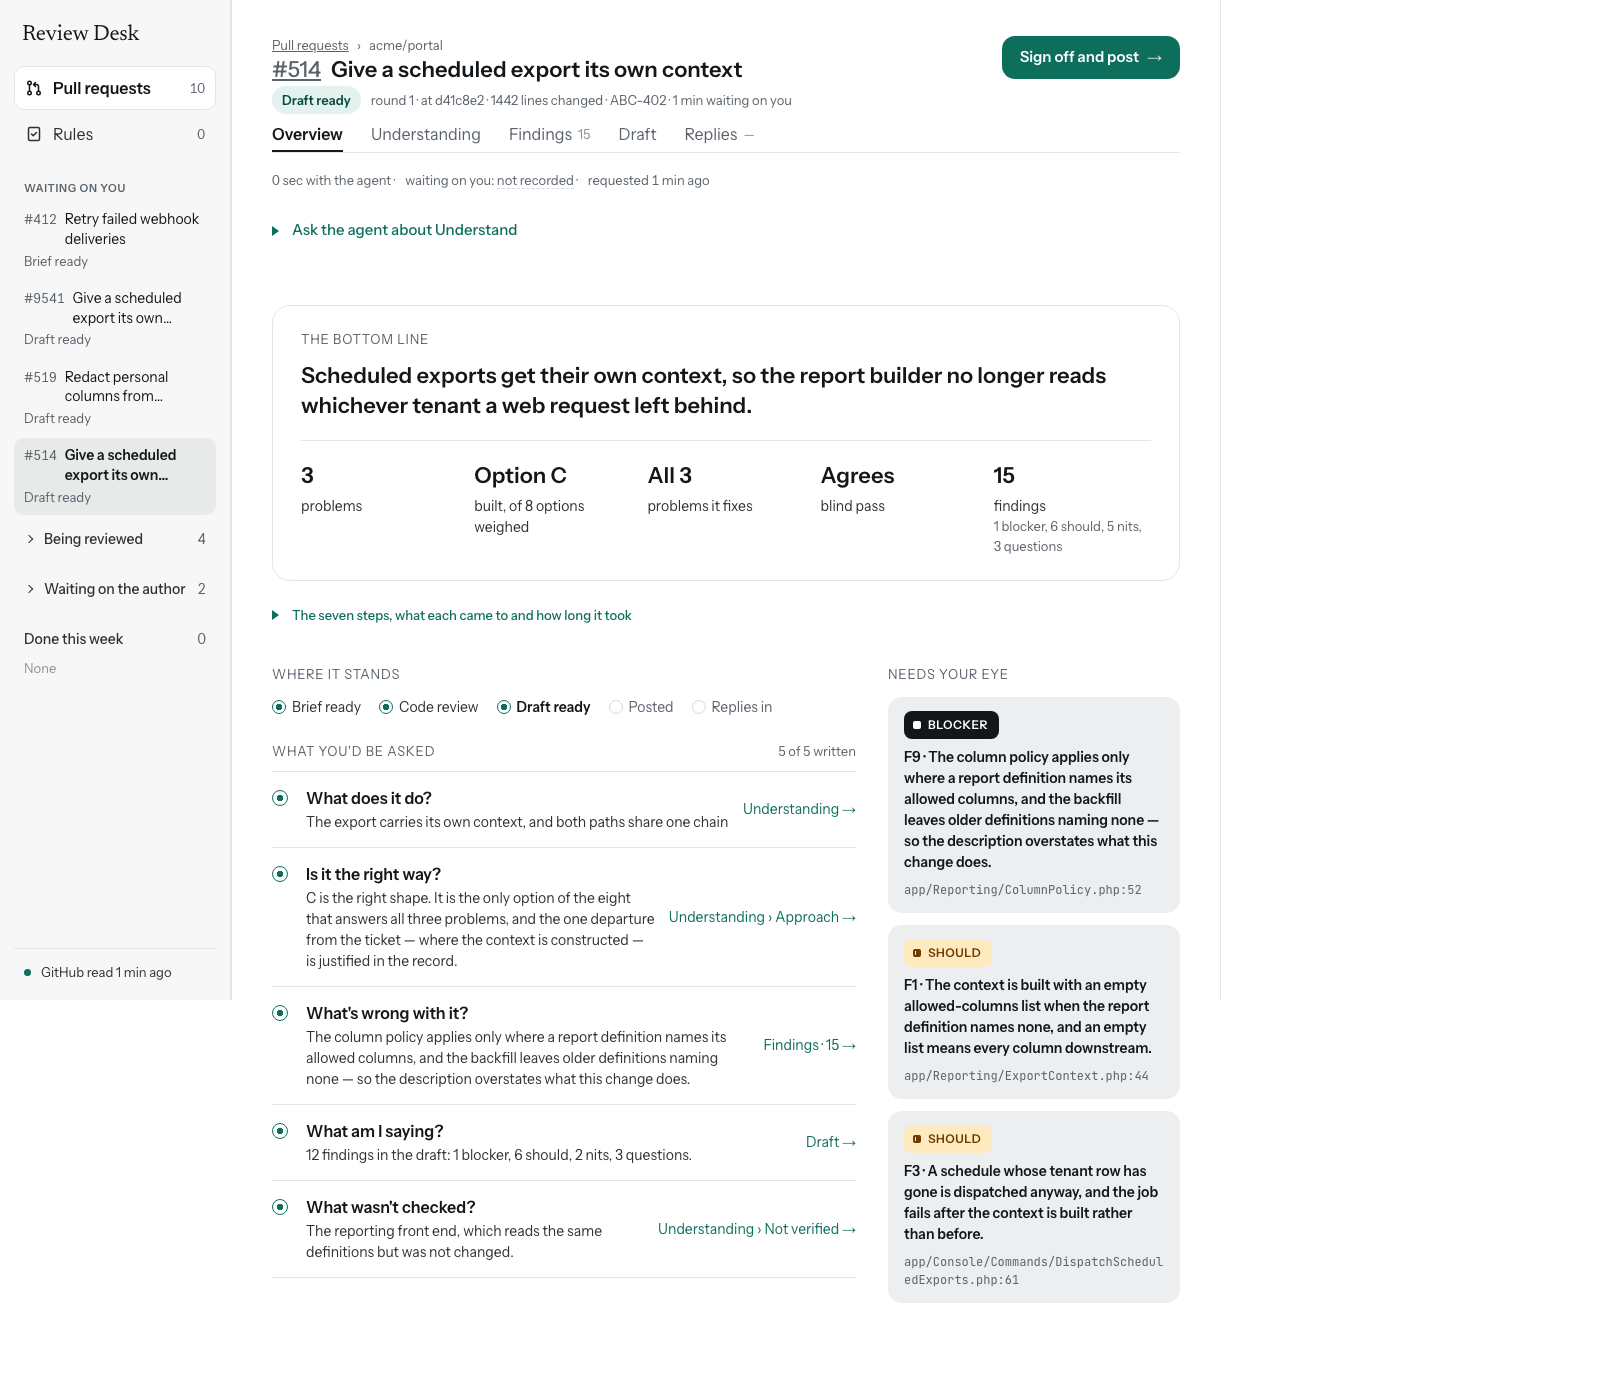 Review Desk
Pull requests 10
Rules 0
WAITING ON YOU
#412 Retry failed webhook
deliveries
Brief ready
#9541 Give a scheduled
export its own…
Draft ready
#519 Redact personal
columns from…
Draft ready
#514 Give a scheduled
export its own…
Draft ready
Being reviewed 4
Waiting on the author 2
Done this week 0
None
GitHub read 1 min ago
Pull requests › acme/portal
#514 Give a scheduled export its own context
Sign off and post →
Draft ready round 1 · at d41c8e2 · 1442 lines changed · ABC-402 · 1 min waiting on you
Overview Understanding Findings 15 Draft Replies —
0 sec with the agent · waiting on you: not recorded · requested 1 min ago
Ask the agent about Understand
THE BOTTOM LINE
Scheduled exports get their own context, so the report builder no longer reads
whichever tenant a web request left behind.
3
problems
Option C
built, of 8 options
weighed
All 3
problems it fixes
Agrees
blind pass
15
findings
1 blocker, 6 should, 5 nits,
3 questions
The seven steps, what each came to and how long it took
WHERE IT STANDS
Brief ready Code review Draft ready Posted Replies in
WHAT YOU'D BE ASKED 5 of 5 written
What does it do?
The export carries its own context, and both paths share one chain
Understanding →
Is it the right way?
C is the right shape. It is the only option of the eight
that answers all three problems, and the one departure
from the ticket — where the context is constructed —
is justified in the record.
Understanding › Approach →
What's wrong with it?
The column policy applies only where a report definition names its
allowed columns, and the backfill leaves older definitions naming
none — so the description overstates what this change does.
Findings · 15 →
What am I saying?
12 findings in the draft: 1 blocker, 6 should, 2 nits, 3 questions.
Draft →
What wasn't checked?
The reporting front end, which reads the same
definitions but was not changed.
Understanding › Not verified →
NEEDS YOUR EYE
BLOCKER
F9 · The column policy applies only
where a report definition names its
allowed columns, and the backfill
leaves older definitions naming none —
so the description overstates what this
change does.
app/Reporting/ColumnPolicy.php:52
SHOULD
F1 · The context is built with an empty
allowed-columns list when the report
definition names none, and an empty
list means every column downstream.
app/Reporting/ExportContext.php:44
SHOULD
F3 · A schedule whose tenant row has
gone is dispatched anyway, and the job
fails after the context is built rather
than before.
app/Console/Commands/DispatchSchedul
edExports.php:61